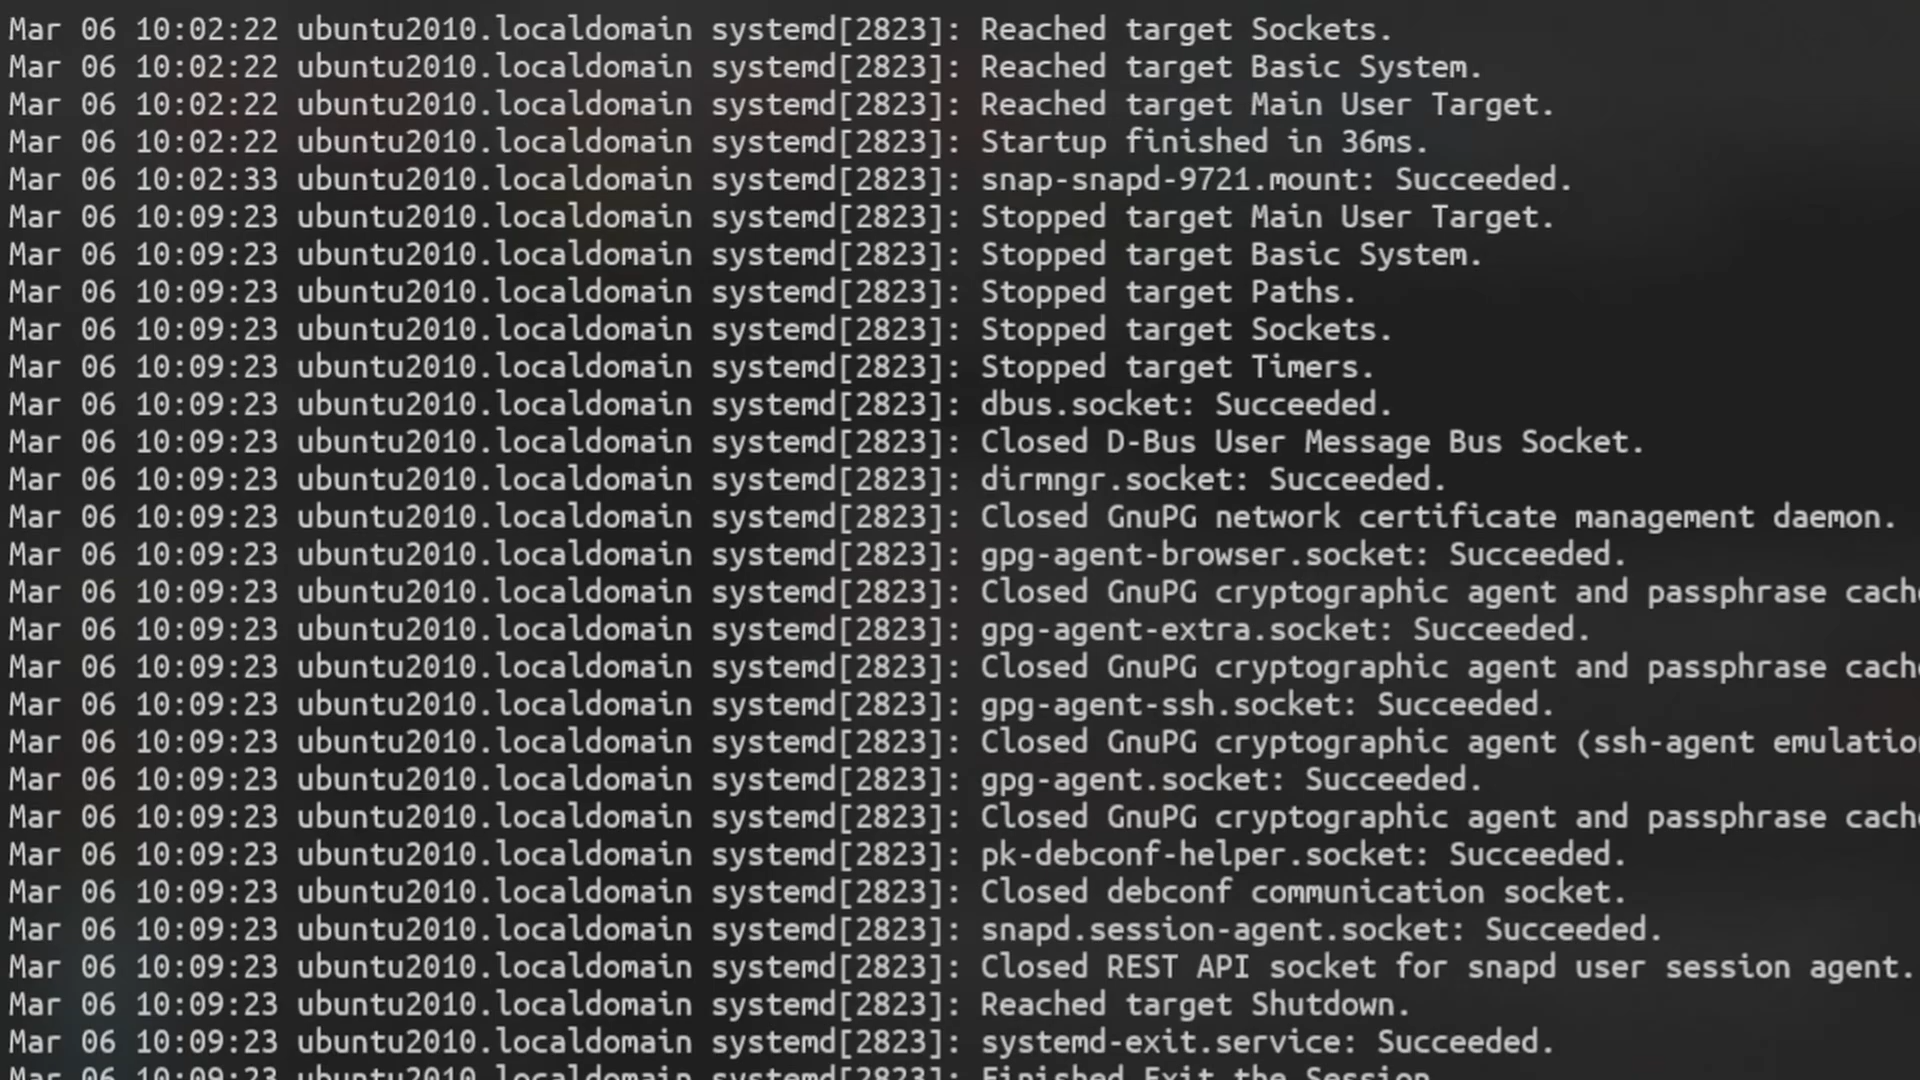 Mar 06 10:02:22 ubuntu2010.localdomain systemd[2823]: Reached target Sockets.
Mar 06 10:02:22 ubuntu2010.localdomain systemd[2823]: Reached target Basic System.
Mar 06 10:02:22 ubuntu2010.localdomain systemd[2823]: Reached target Main User Target.
Mar 06 10:02:22 ubuntu2010.localdomain systemd[2823]: Startup finished in 36ms.
Mar 06 10:02:33 ubuntu2010.localdomain systemd[2823]: snap-snapd-9721.mount: Succeeded.
Mar 06 10:09:23 ubuntu2010.localdomain systemd[2823]: Stopped target Main User Target.
Mar 06 10:09:23 ubuntu2010.localdomain systemd[2823]: Stopped target Basic System.
Mar 06 10:09:23 ubuntu2010.localdomain systemd[2823]: Stopped target Paths.
Mar 06 10:09:23 ubuntu2010.localdomain systemd[2823]: Stopped target Sockets.
Mar 06 10:09:23 ubuntu2010.localdomain systemd[2823]: Stopped target Timers.
Mar 06 10:09:23 ubuntu2010.localdomain systemd[2823]: dbus.socket: Succeeded.
Mar 06 10:09:23 ubuntu2010.localdomain systemd[2823]: Closed D-Bus User Message Bus Socket.
Mar 06 10:09:23 ubuntu2010.localdomain systemd[2823]: dirmngr.socket: Succeeded.
Mar 06 10:09:23 ubuntu2010.localdomain systemd[2823]: Closed GnuPG network certificate management daemon.
Mar 06 10:09:23 ubuntu2010.localdomain systemd[2823]: gpg-agent-browser.socket: Succeeded.
Mar 06 10:09:23 ubuntu2010.localdomain systemd[2823]: Closed GnuPG cryptographic agent and passphrase cach
Mar 06 10:09:23 ubuntu2010.localdomain systemd[2823]: gpg-agent-extra.socket: Succeeded.
Mar 06 10:09:23 ubuntu2010.localdomain systemd[2823]: Closed GnuPG cryptographic agent and passphrase cach
Mar 06 10:09:23 ubuntu2010.localdomain systemd[2823]: gpg-agent-ssh.socket: Succeeded.
Mar 06 10:09:23 ubuntu2010.localdomain systemd[2823]: Closed GnuPG cryptographic agent (ssh-agent emulatio
Mar 06 10:09:23 ubuntu2010.localdomain systemd[2823]: gpg-agent.socket: Succeeded.
Mar 06 10:09:23 ubuntu2010.localdomain systemd[2823]: Closed GnuPG cryptographic agent and passphrase cach
Mar 06 10:09:23 ubuntu2010.localdomain systemd[2823]: pk-debconf-helper.socket: Succeeded.
Mar 06 10:09:23 ubuntu2010.localdomain systemd[2823]: Closed debconf communication socket.
Mar 06 10:09:23 ubuntu2010.localdomain systemd[2823]: snapd.session-agent.socket: Succeeded.
Mar 06 10:09:23 ubuntu2010.localdomain systemd[2823]: Closed REST API socket for snapd user session agent.
Mar 06 10:09:23 ubuntu2010.localdomain systemd[2823]: Reached target Shutdown.
Mar 06 10:09:23 ubuntu2010.localdomain systemd[2823]: systemd-exit.service: Succeeded.
Mar 06 10:09:23 ubuntu2010.localdomain systemd[2823]: Finished Exit the Session